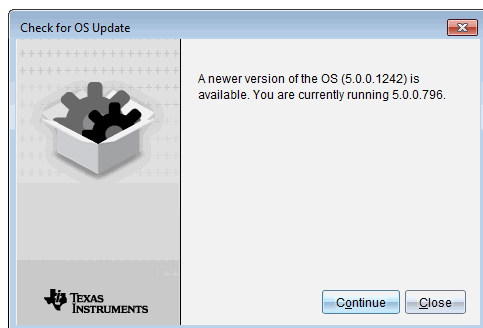 Check for OS Update
A newer version of the OS (5.0.0.1242) is
available. You are currently running 5.0.0.796.
TEXAS
INSTRUMENTS
Continue Close